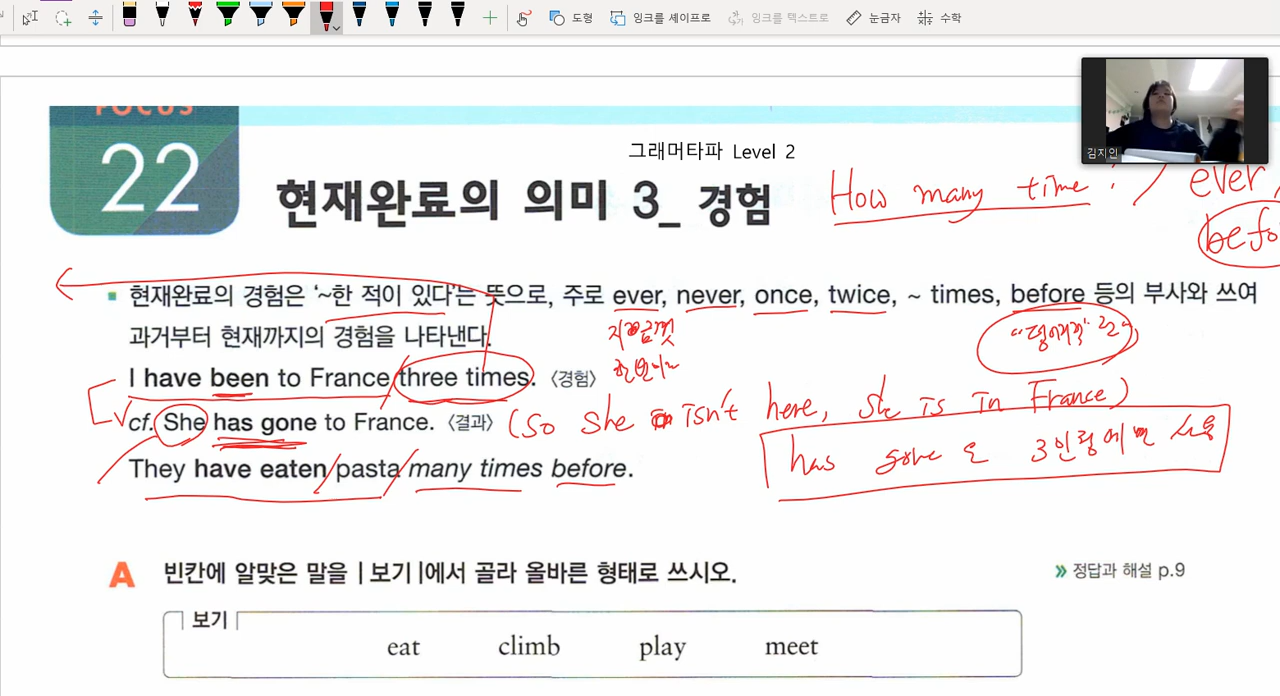 도형
잉크를 셰이프로
잉크를 텍스트로
눈금자
수학
김지인
FOCUS
22
그래머타파 Level 2
현재완료의 의미 3_ 경험
How many time : / ever,
befo
현재완료의 경험은 ‘~한 적이 있다’는 뜻으로, 주로 ever, never, once, twice, ~ times, before 등의 부사와 쓰여
과거부터 현재까지의 경험을 나타낸다.
지금껏
I have been to France three times. 〈경험〉
cf. She has gone to France. 〈결과〉 (So she isn't here, she is in France)
has gone 은 3인칭에만 사용
They have eaten pasta many times before.
A 빈칸에 알맞은 말을 |보기|에서 골라 올바른 형태로 쓰시오.
» 정답과 해설 p.9
보기
eat climb play meet